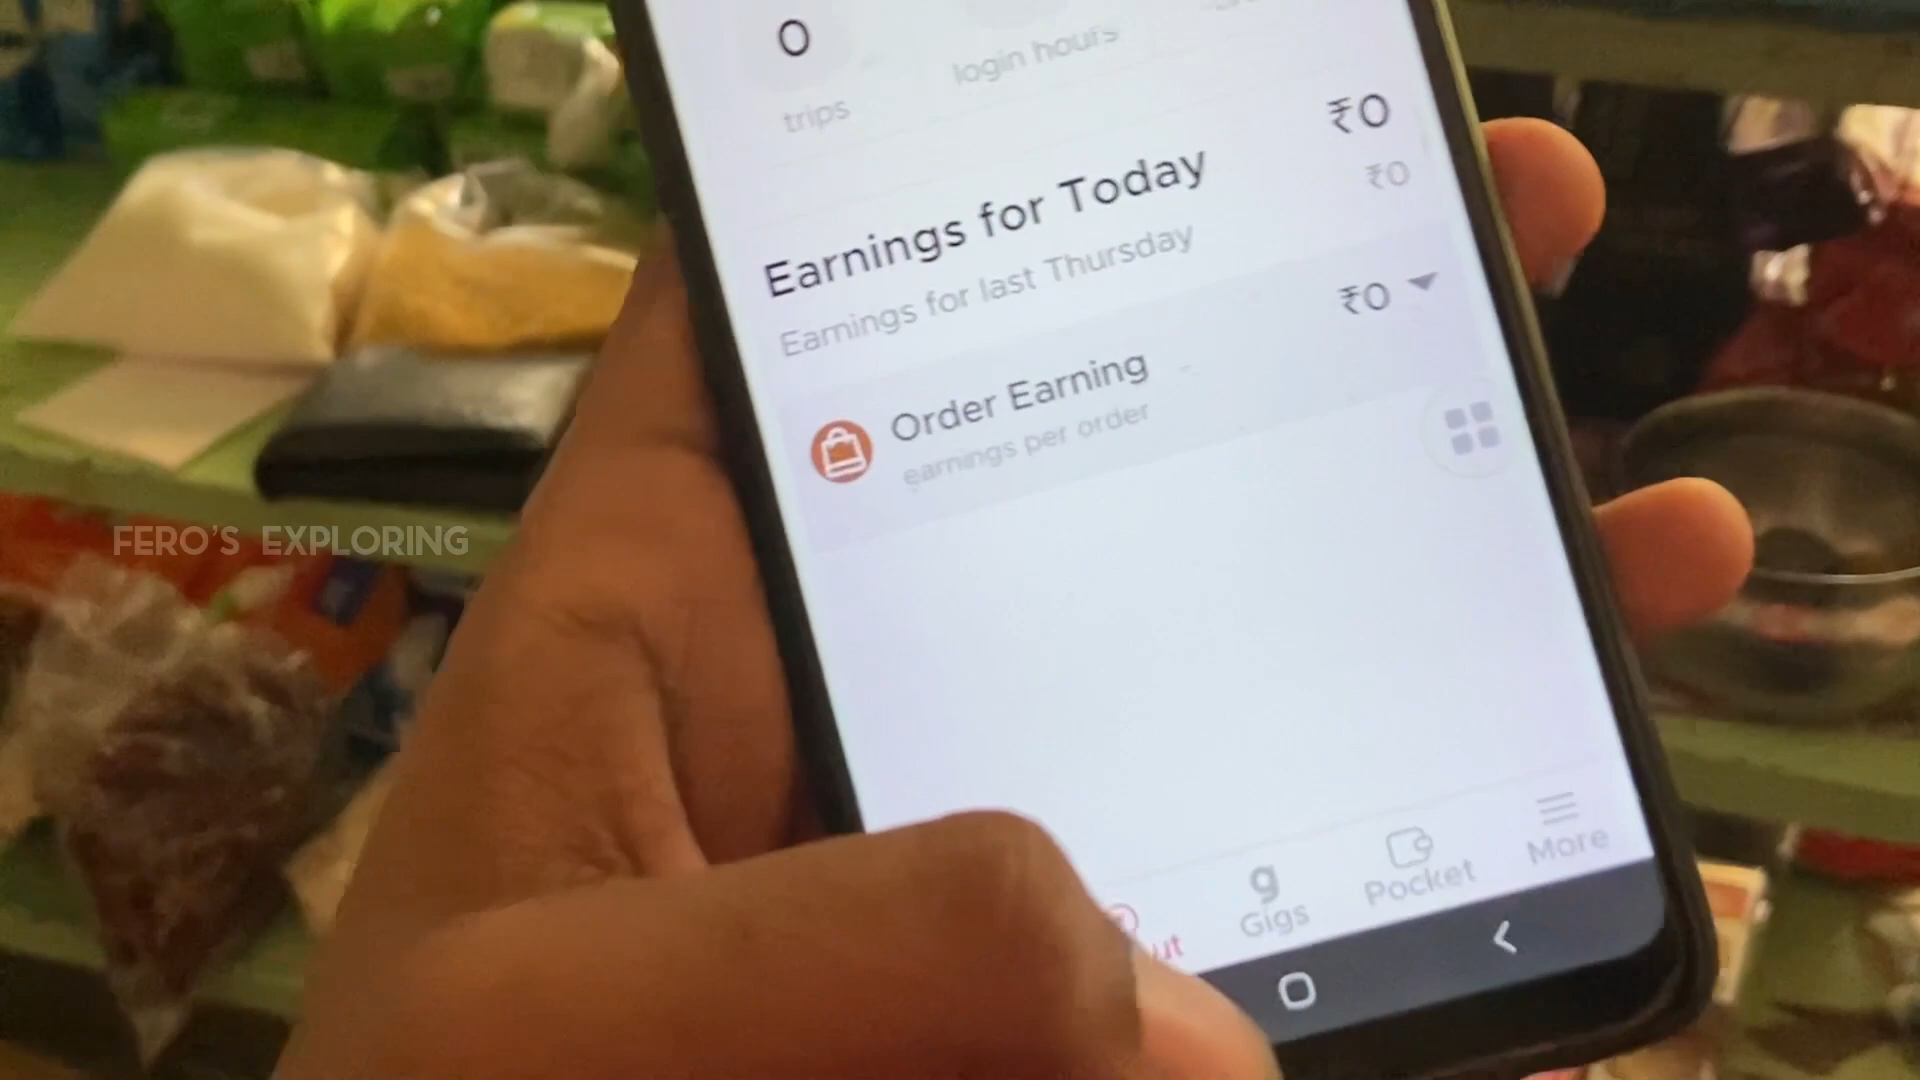 0
trips
login hours
Earnings for Today ₹0
Earnings for last Thursday ₹0
Order Earning ₹0
earnings per order
FERO'S EXPLORING
g
Gigs
Pocket
More